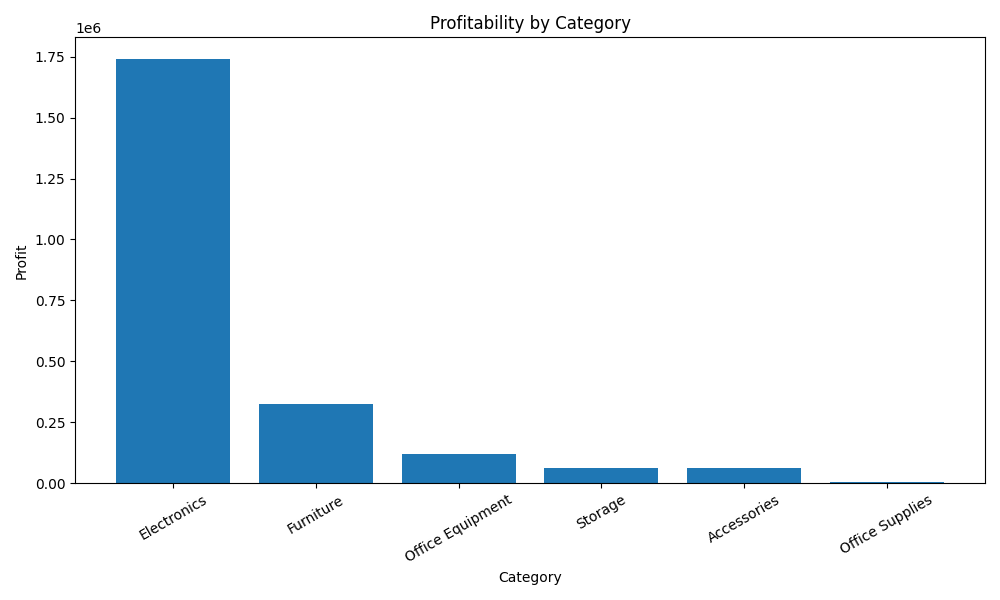 Profitability by Category
1e6
1.75
1.50
1.25
1.00
0.75
0.50
0.25
0.00
Profit
Electronics
Furniture
Office Equipment
Storage
Accessories
Office Supplies
Category